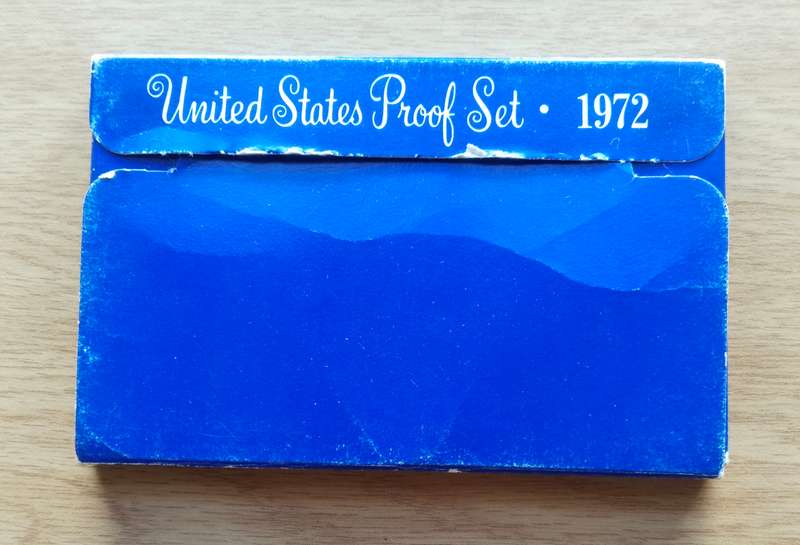 United States Proof Set • 1972